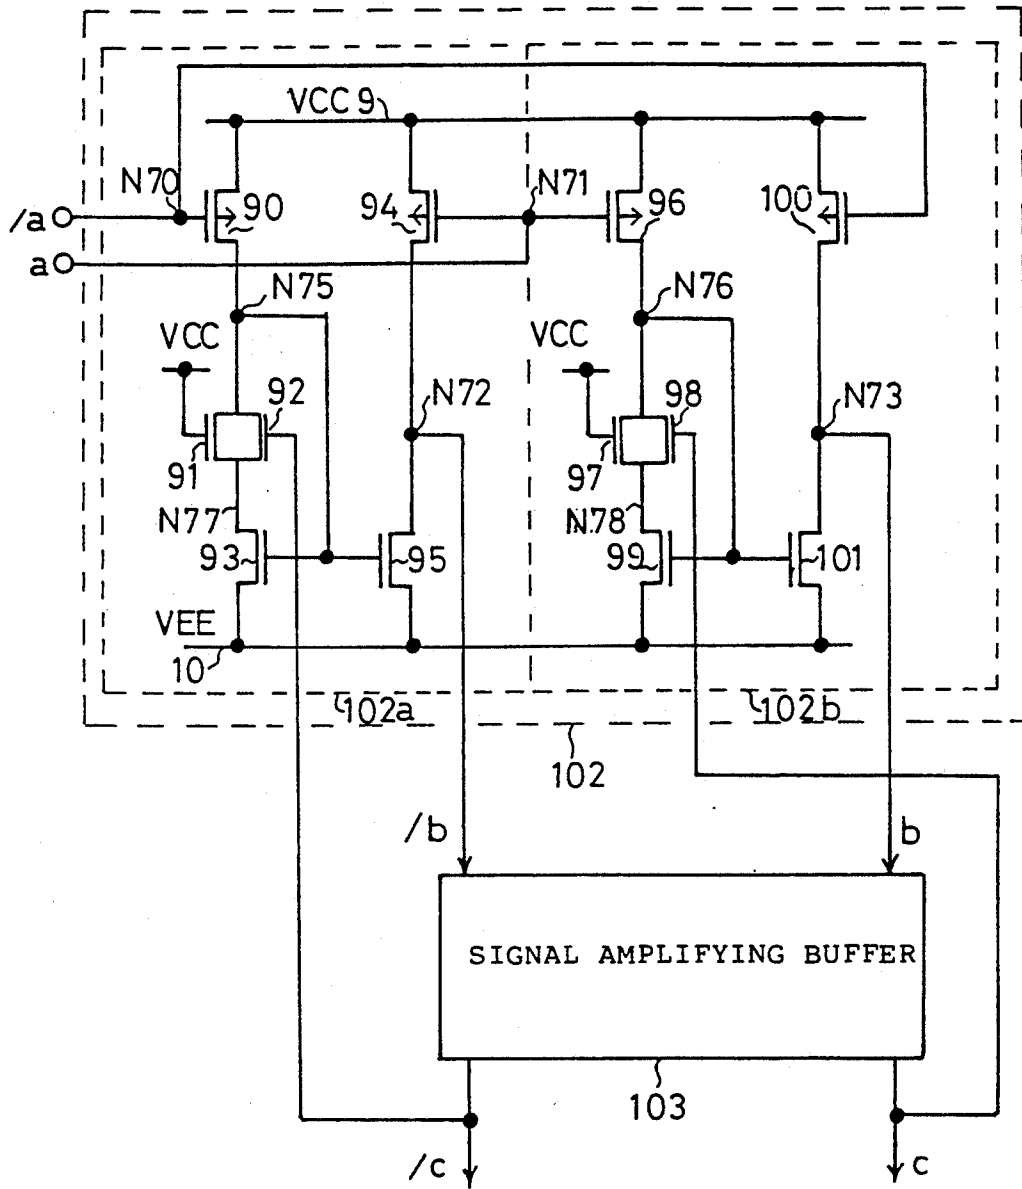 VCC 9
N70
/a
90
94
N71
96
100
a
N75
N76
VCC
VCC
92
N72
98
N73
91
97
N77
N78
93
95
99
101
VEE
10
102a
102b
102
/b
b
SIGNAL AMPLIFYING BUFFER
103
/c
c